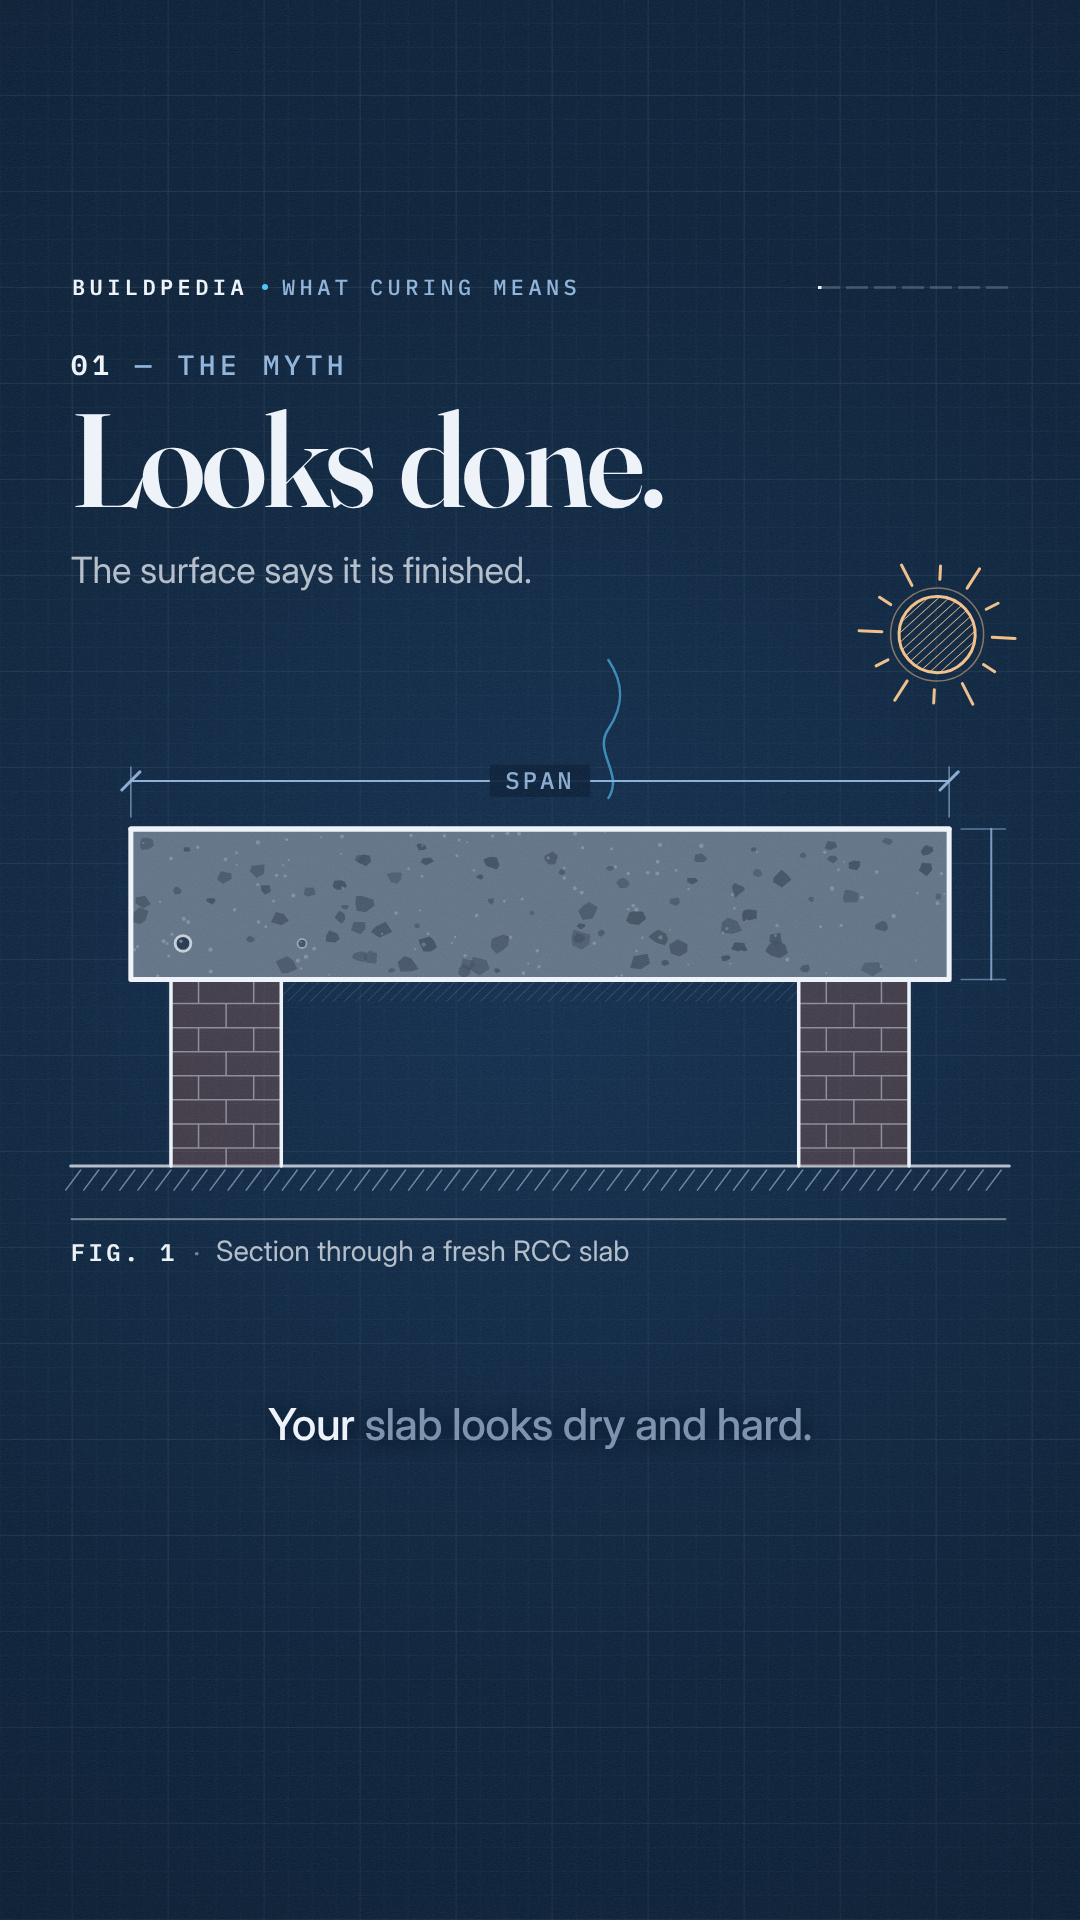 BUILDPEDIA • WHAT CURING MEANS
01 — THE MYTH
Looks done.
The surface says it is finished.
SPAN
FIG. 1 · Section through a fresh RCC slab
Your slab looks dry and hard.